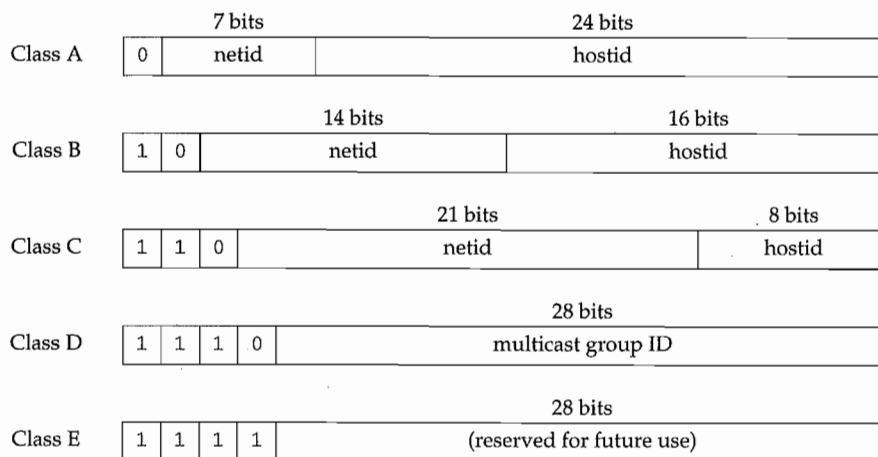 7 bits 24 bits
Class A 0 netid hostid
14 bits 16 bits
Class B 1 0 netid hostid
21 bits 8 bits
Class C 1 1 0 netid hostid
28 bits
Class D 1 1 1 0 multicast group ID
28 bits
Class E 1 1 1 1 (reserved for future use)